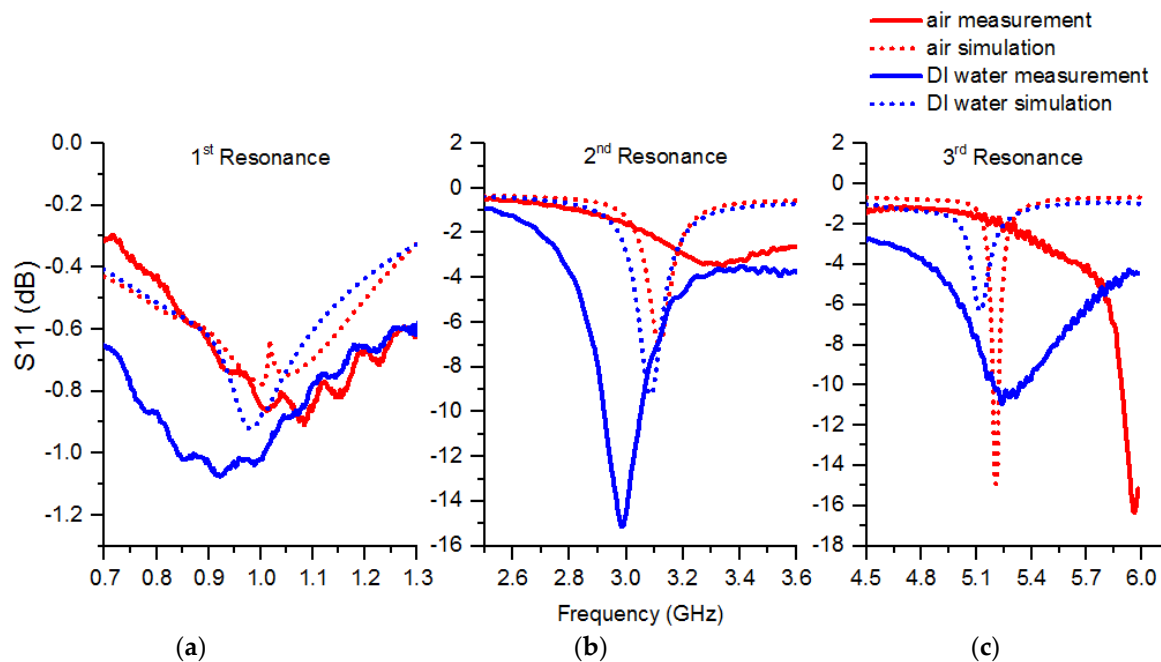 air measurement
air simulation
DI water measurement
DI water simulation
1st Resonance
2nd Resonance
3rd Resonance
S11 (dB)
0.0
-0.2
-0.4
-0.6
-0.8
-1.0
-1.2
2
0
-2
-4
-6
-8
-10
-12
-14
-16
2
0
-2
-4
-6
-8
-10
-12
-14
-16
-18
0.7 0.8 0.9 1.0 1.1 1.2 1.3
2.6 2.8 3.0 3.2 3.4 3.6
4.5 4.8 5.1 5.4 5.7 6.0
Frequency (GHz)
(a) (b) (c)